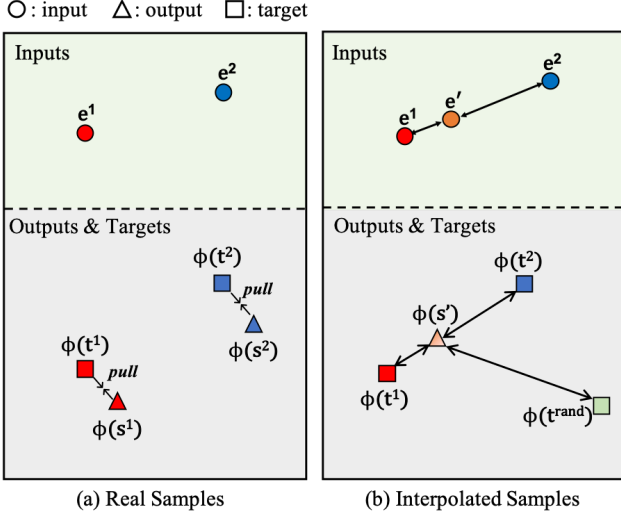 ○: input △: output □: target
Inputs
e¹
e²
Outputs & Targets
ϕ(t²)
pull
ϕ(s²)
ϕ(t¹)
pull
ϕ(s¹)
(a) Real Samples
Inputs
e²
e′
e¹
Outputs & Targets
ϕ(t²)
ϕ(s′)
ϕ(t¹)
ϕ(tʳᵃⁿᵈ)
(b) Interpolated Samples